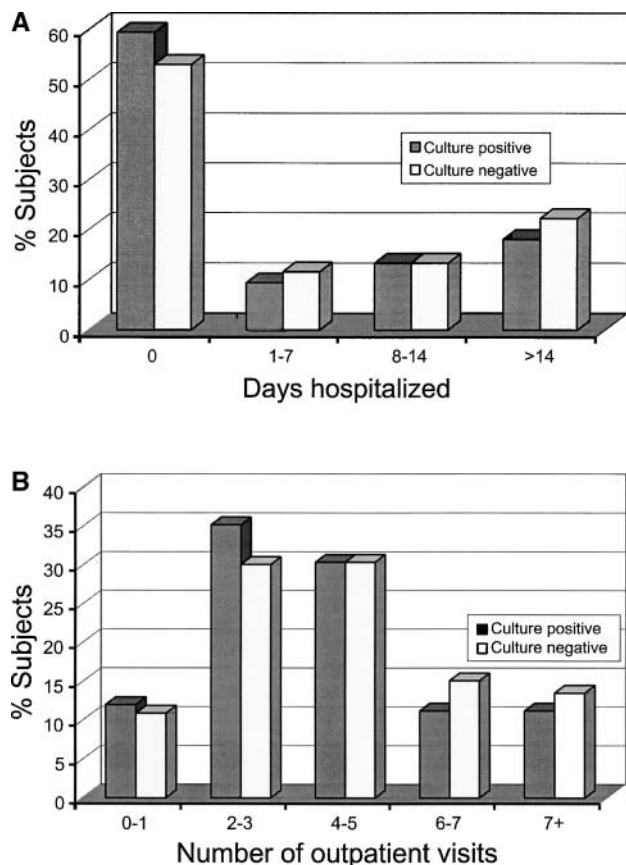 A
60
50
40
30
20
10
0
% Subjects
Culture positive
Culture negative
0 1-7 8-14 >14
Days hospitalized
B
40
35
30
25
20
15
10
5
0
% Subjects
Culture positive
Culture negative
0-1 2-3 4-5 6-7 7+
Number of outpatient visits